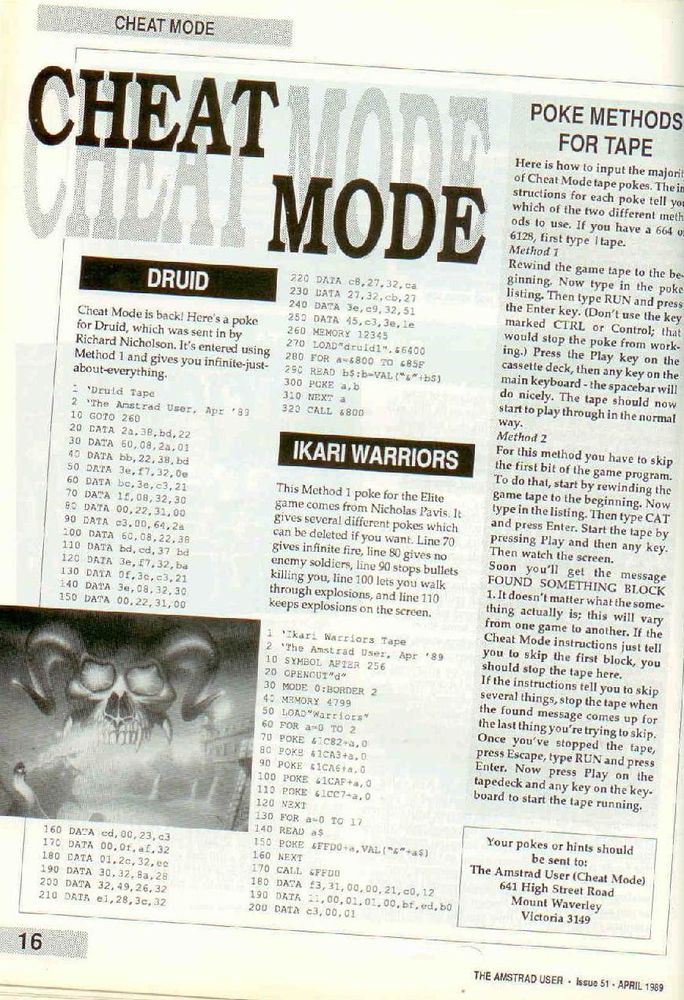 CHEAT MODE
CHEAT
MODE
DRUID
Cheat Mode is back! Here's a poke
for Druid, which was sent in by
Richard Nicholson. It's entered using
Method 1 and gives you infinite-just-
about-everything.
1 'Druid Tape
2 'The Amstrad User, Apr '89
10 GOTO 260
20 DATA 2a,38,bd,22
30 DATA 60,08,2a,01
40 DATA bb,22,38,bd
50 DATA 3e,f7,32,0e
60 DATA bc,3e,c3,21
70 DATA 1f,08,32,30
80 DATA 00,22,31,00
90 DATA c3,00,64,2a
100 DATA 60,08,22,38
110 DATA bd,cd,37 bd
120 DATA 3e,f7,32,ba
130 DATA 0f,3e,c3,21
140 DATA 3e,08,32,30
150 DATA 00,22,31,00
160 DATA cd,00,23,c3
170 DATA 00,0f,af,32
180 DATA 01,2c,32,ee
190 DATA 30,32,8a,28
200 DATA 32,49,26,32
210 DATA e1,28,3c,32
220 DATA c8,27,32,ca
230 DATA 27,32,cb,27
240 DATA 3e,c9,32,51
250 DATA 45,c3,3e,1e
260 MEMORY 12345
270 LOAD"druid1",&6400
280 FOR a=&800 TO &85F
290 READ b$:b=VAL("&"+b$)
300 POKE a,b
310 NEXT a
320 CALL &800
IKARI WARRIORS
This Method 1 poke for the Elite
game comes from Nicholas Pavis. It
gives several different pokes which
can be deleted if you want. Line 70
gives infinite fire, line 80 gives no
enemy soldiers, line 90 stops bullets
killing you, line 100 lets you walk
through explosions, and line 110
keeps explosions on the screen.
1 'Ikari Warriors Tape
2 'The Amstrad User, Apr '89
10 SYMBOL AFTER 256
20 OPENOUT"d"
30 MODE 0:BORDER 2
40 MEMORY 4799
50 LOAD"Warriors"
60 FOR a=0 TO 2
70 POKE &1C82+a,0
80 POKE &1CA3+a,0
90 POKE &1CA6+a,0
100 POKE &1CAF+a,0
110 POKE &1CC7+a,0
120 NEXT
130 FOR a=0 TO 17
140 READ a$
150 POKE &FFD0+a,VAL("&"+a$)
160 NEXT
170 CALL &FFD0
180 DATA f3,31,00,00,21,c0,12
190 DATA 11,00,01,01,00,bf,ed,b0
200 DATA c3,00,01
POKE METHODS
FOR TAPE
Here is how to input the
of Cheat Mode tape pokes. The in
structions for each poke tell you
which of the two different meth
ods to use. If you have a 664 o
6128, first type |tape.
Method 1
Rewind the game tape to the be-
ginning. Now type in the poke
listing. Then type RUN and press
the Enter key. (Don't use the key
marked CTRL or Control; that
would stop the poke from work-
ing.) Press the Play key on the
cassette deck, then any key on the
main keyboard - the spacebar will
do nicely. The tape should now
start to play through in the normal
way.
Method 2
For this method you have to skip
the first bit of the game program.
To do that, start by rewinding the
game tape to the beginning. Now
type in the listing. Then type CAT
and press Enter. Start the tape by
pressing Play and then any key.
Then watch the screen.
Soon you'll get the message
FOUND SOMETHING BLOCK
1. It doesn't matter what the some-
thing actually is; this will vary
from one game to another. If the
Cheat Mode instructions just tell
you to skip the first block, you
should stop the tape here.
If the instructions tell you to skip
several things, stop the tape when
the found message comes up for
the last thing you're trying to skip.
Once you've stopped the tape,
press Escape, type RUN and press
Enter. Now press Play on the
tapedeck and any key on the key-
board to start the tape running.
Your pokes or hints should
be sent to:
The Amstrad User (Cheat Mode)
641 High Street Road
Mount Waverley
Victoria 3149
16
THE AMSTRAD USER - Issue 51 - APRIL 1989